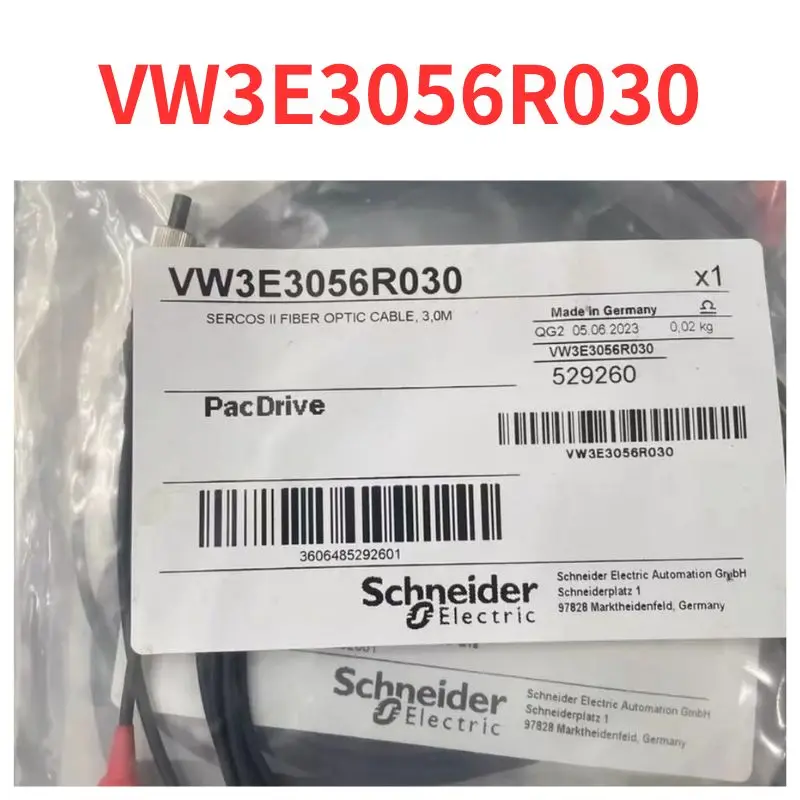 VW3E3056R030
VW3E3056R030
x1
SERCOS II FIBER OPTIC CABLE, 3,0M
Made in Germany
QG2 05.06.2023 0,02 kg
VW3E3056R030
529260
PacDrive
VW3E3056R030
3606485292601
Schneider
Electric
Schneider Electric Automation GmbH
Schneiderplatz 1
97828 Marktheidenfeld, Germany
Schneider
Electric
Schneider Electric Automation GmbH
Schneiderplatz 1
97828 Marktheidenfeld, Germany